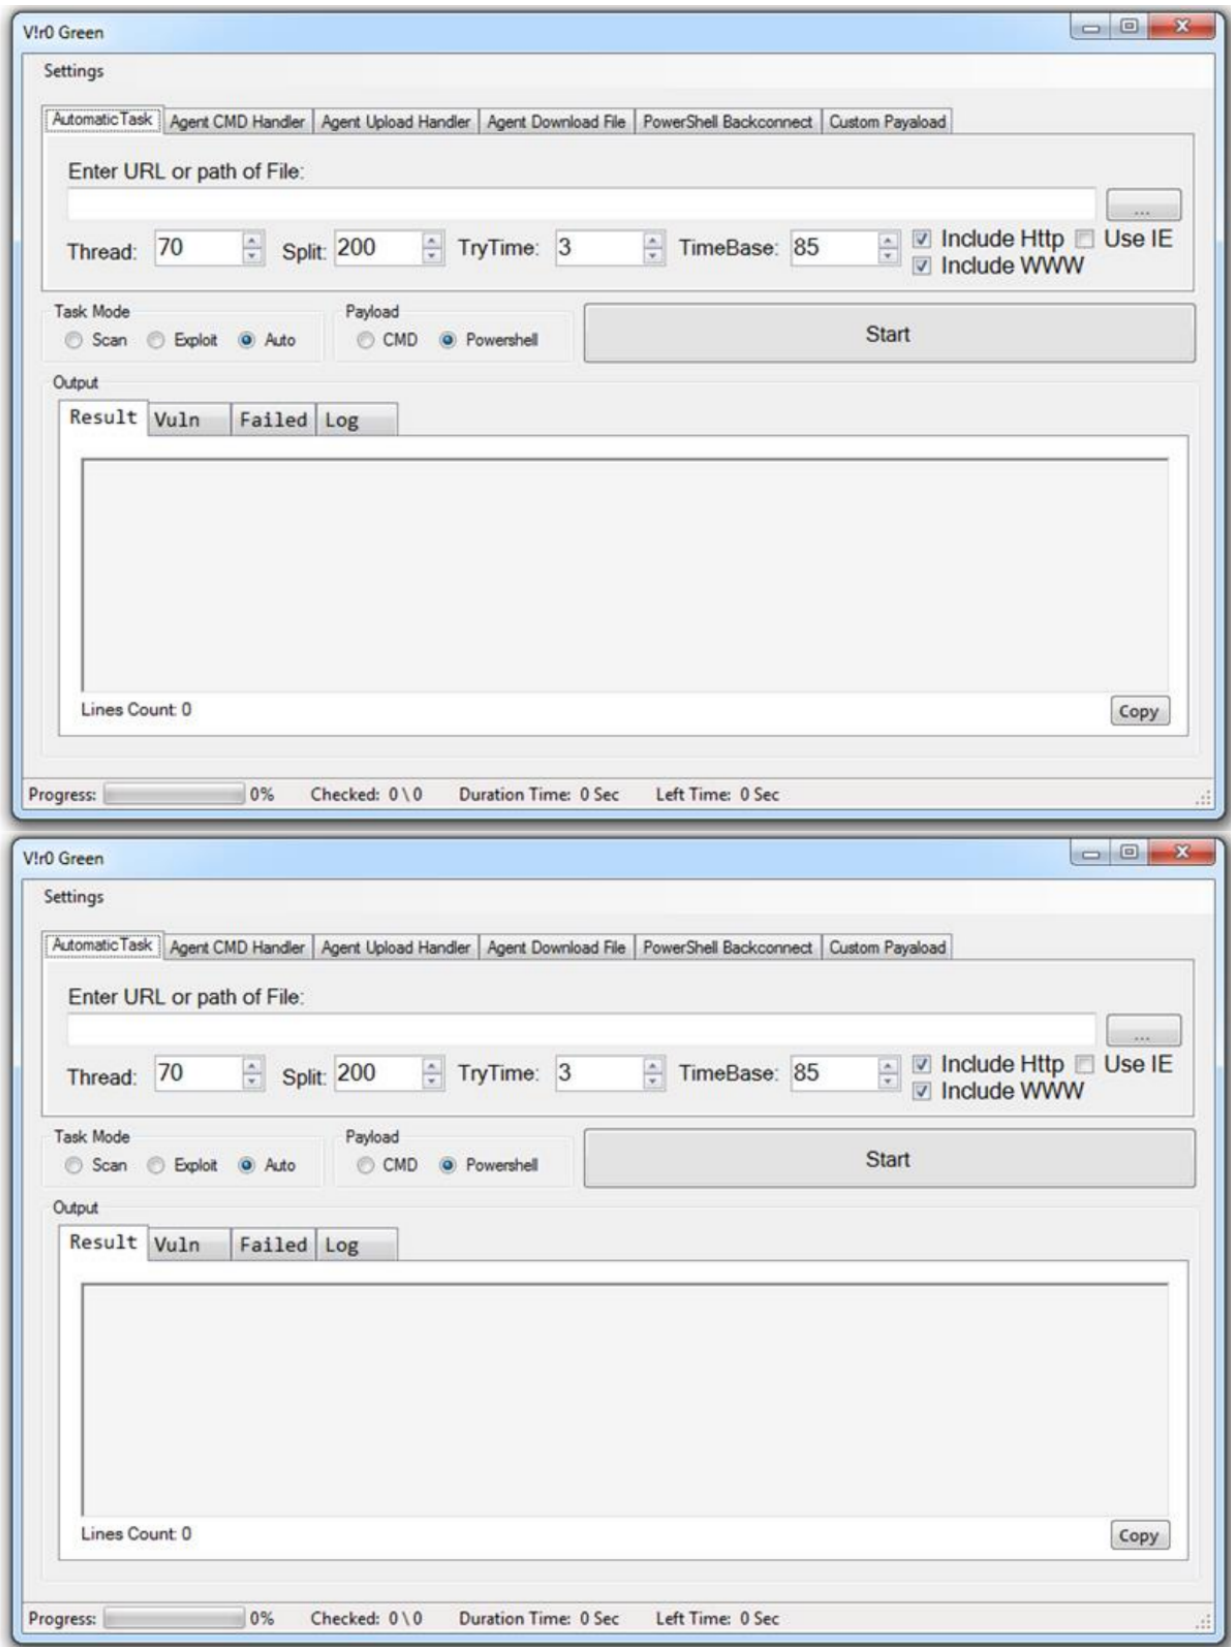 V!r0 Green
Settings
AutomaticTask Agent CMD Handler Agent Upload Handler Agent Download File PowerShell Backconnect Custom Payaload
Enter URL or path of File:
...
Thread: 70 Split: 200 TryTime: 3 TimeBase: 85 Include Http Use IE
Include WWW
Task Mode Payload
Scan Exploit Auto CMD Powershell Start
Output
Result Vuln Failed Log
Lines Count: 0 Copy
Progress: 0% Checked: 0 \ 0 Duration Time: 0 Sec Left Time: 0 Sec
V!r0 Green
Settings
AutomaticTask Agent CMD Handler Agent Upload Handler Agent Download File PowerShell Backconnect Custom Payaload
Enter URL or path of File:
...
Thread: 70 Split: 200 TryTime: 3 TimeBase: 85 Include Http Use IE
Include WWW
Task Mode Payload
Scan Exploit Auto CMD Powershell Start
Output
Result Vuln Failed Log
Lines Count: 0 Copy
Progress: 0% Checked: 0 \ 0 Duration Time: 0 Sec Left Time: 0 Sec